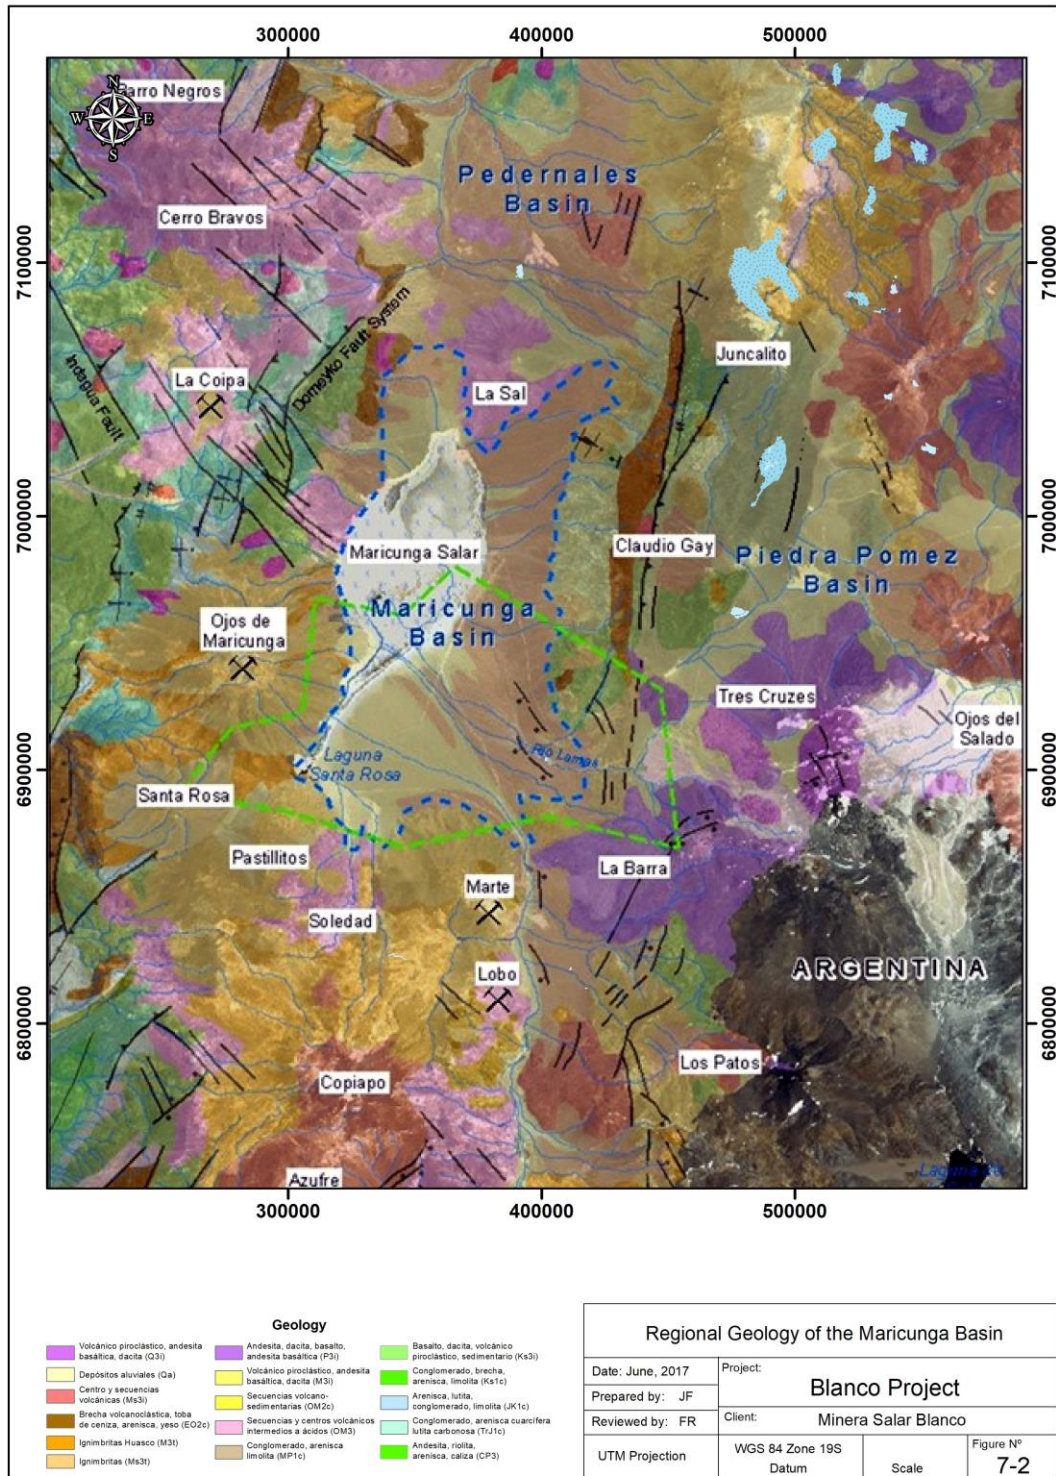 300000
400000
500000
N
W
E
S
Barro Negros
Pedernales
Basin
Cerro Bravos
7100000
7100000
Domeyko Fault System
Juncalito
Indagua Fault
La Coipa
La Sal
7000000
7000000
Maricunga Salar
Claudio Gay
Piedra Pomez
Basin
Maricunga
Basin
Ojos de
Maricunga
Tres Cruzes
Ojos del
Salado
Laguna
Santa Rosa
Rio Lamas
6900000
6900000
Santa Rosa
Pastillitos
La Barra
Marte
Soledad
ARGENTINA
Lobo
6800000
6800000
Los Patos
Copiapo
Azufre
300000
400000
500000
Geology
Volcánico piroclástico, andesita
basáltica, dacita (Q3i)
Depósitos aluviales (Qa)
Centro y secuencias
volcánicas (Ms3i)
Brecha volcanoclástica, toba
de ceniza, arenisca, yeso (EO2c)
Ignimbritas Huasco (M3t)
Ignimbritas (Ms3t)
Andesita, dacita, basalto,
andesita basáltica (P3i)
Volcánico piroclástico, andesita
basáltica, dacita (M3i)
Secuencias volcano-
sedimentarias (OM2c)
Secuencias y centros volcánicos
intermedios a ácidos (OM3)
Conglomerado, arenisca
limolita (MP1c)
Basalto, dacita, volcánico
piroclástico, sedimentario (Ks3i)
Conglomerado, brecha,
arenisca, limolita (Ks1c)
Arenisca, lutita,
conglomerado, limolita (JK1c)
Conglomerado, arenisca cuarcifera
lutita carbonosa (TrJ1c)
Andesita, riolita,
arenisca, caliza (CP3)
Regional Geology of the Maricunga Basin
Date: June, 2017
Project:
Blanco Project
Prepared by: JF
Reviewed by: FR
Client: Minera Salar Blanco
UTM Projection
WGS 84 Zone 19S
Datum
Scale
Figure Nº
7-2